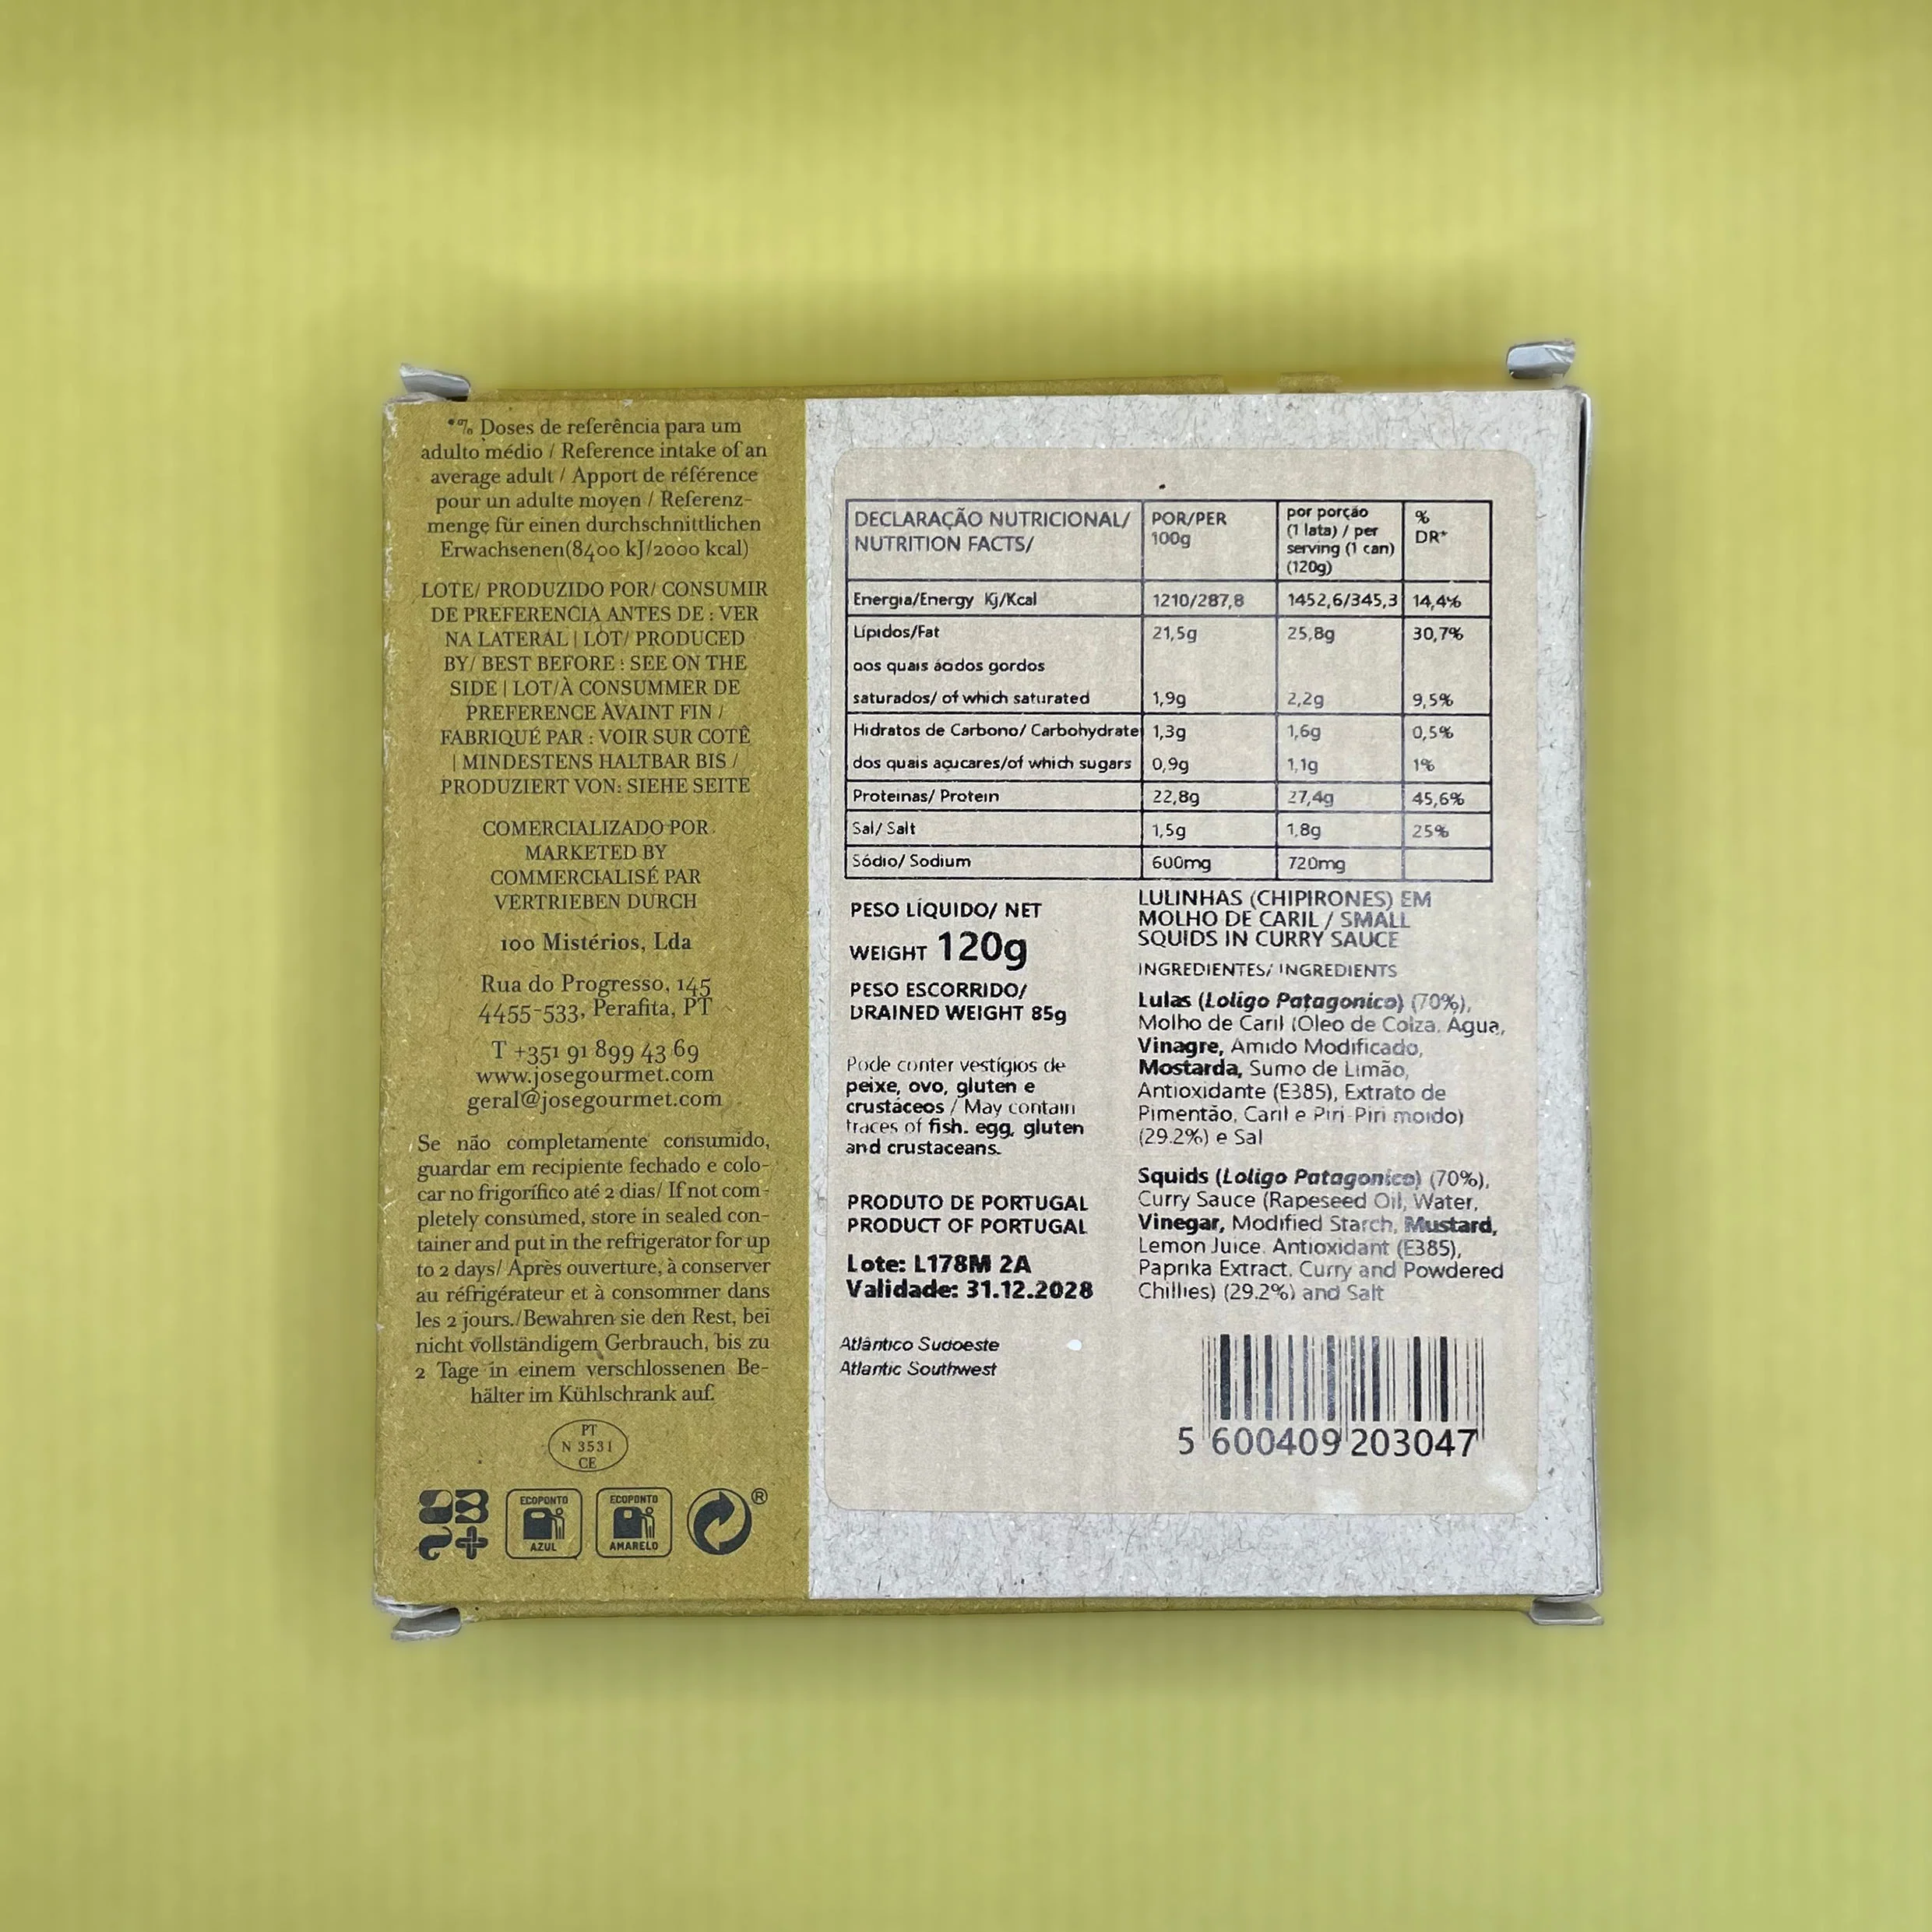 *% Doses de referência para um
adulto médio / Reference intake of an
average adult / Apport de référence
pour un adulte moyen / Referenz-
menge für einen durchschnittlichen
Erwachsenen(8400 kJ/2000 kcal)
LOTE/ PRODUZIDO POR/ CONSUMIR
DE PREFERENCIA ANTES DE : VER
NA LATERAL | LOT/ PRODUCED
BY/ BEST BEFORE : SEE ON THE
SIDE | LOT/À CONSUMMER DE
PREFERENCE AVAINT FIN /
FABRIQUÉ PAR : VOIR SUR COTÊ
| MINDESTENS HALTBAR BIS /
PRODUZIERT VON: SIEHE SEITE
COMERCIALIZADO POR
MARKETED BY
COMMERCIALISÉ PAR
VERTRIEBEN DURCH
100 Mistérios, Lda
Rua do Progresso, 145
4455-533, Perafita, PT
T +351 91 899 43 69
www.josegourmet.com
geral@josegourmet.com
Se não completamente consumido,
guardar em recipiente fechado e colo-
car no frigorífico até 2 dias/ If not com-
pletely consumed, store in sealed con-
tainer and put in the refrigerator for up
to 2 days/ Après ouverture, à conserver
au réfrigérateur et à consommer dans
les 2 jours./Bewahren sie den Rest, bei
nicht vollständigem Gerbrauch, bis zu
2 Tage in einem verschlossenen Be-
hälter im Kühlschrank auf.
PT
N 3531
CE
ECOPONTO
AZUL
ECOPONTO
AMARELO
®
DECLARAÇÃO NUTRICIONAL/
NUTRITION FACTS/
POR/PER
100g
por porção
(1 lata) / per
serving (1 can)
(120g)
%
DR*
Energia/Energy Kj/Kcal 1210/287,8 1452,6/345,3 14,4%
Lípidos/Fat 21,5g 25,8g 30,7%
dos quais ácidos gordos
saturados/ of which saturated 1,9g 2,2g 9,5%
Hidratos de Carbono/ Carbohydrate 1,3g 1,6g 0,5%
dos quais açucares/of which sugars 0,9g 1,1g 1%
Proteinas/ Protein 22,8g 27,4g 45,6%
Sal/ Salt 1,5g 1,8g 25%
Sódio/ Sodium 600mg 720mg
PESO LÍQUIDO/ NET
WEIGHT 120g
PESO ESCORRIDO/
DRAINED WEIGHT 85g
Pode conter vestígios de
peixe, ovo, gluten e
crustáceos / May contain
traces of fish. egg, gluten
and crustaceans.
PRODUTO DE PORTUGAL
PRODUCT OF PORTUGAL
Lote: L178M 2A
Validade: 31.12.2028
Atlântico Sudoeste
Atlantic Southwest
LULINHAS (CHIPIRONES) EM
MOLHO DE CARIL / SMALL
SQUIDS IN CURRY SAUCE
INGREDIENTES/ INGREDIENTS
Lulas (Loligo Patagonico) (70%),
Molho de Caril (Óleo de Colza, Água,
Vinagre, Amido Modificado,
Mostarda, Sumo de Limão,
Antioxidante (E385), Extrato de
Pimentão, Caril e Piri-Piri moido)
(29.2%) e Sal
Squids (Loligo Patagonico) (70%),
Curry Sauce (Rapeseed Oil, Water,
Vinegar, Modified Starch, Mustard,
Lemon Juice. Antioxidant (E385),
Paprika Extract. Curry and Powdered
Chillies) (29.2%) and Salt
5 600409 203047